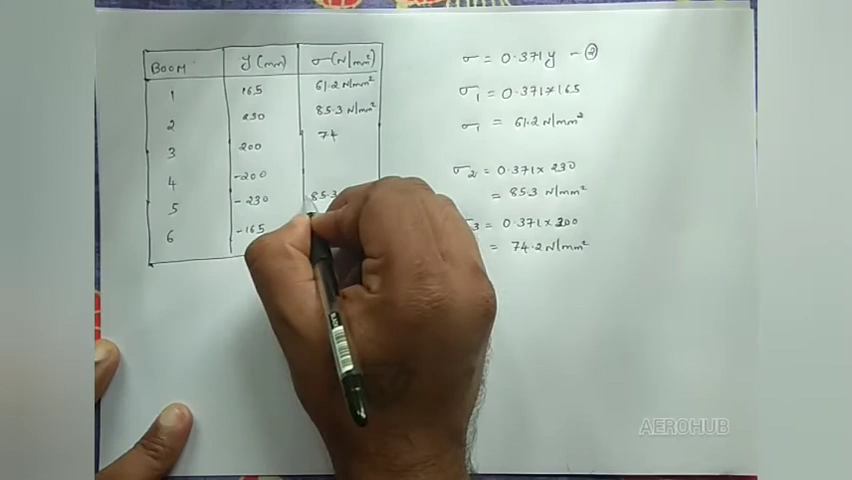 BOOM y (mm) σ (N/mm²)
1 165 61.2 N/mm²
2 230 85.3 N/mm²
3 200 74
4 -200
5 -230 85.3
6 -165
σ = 0.371y - ②
σ₁ = 0.371×165
σ₁ = 61.2 N/mm²
σ₂ = 0.371 × 230
= 85.3 N/mm²
₃ = 0.371 × 200
= 74.2 N/mm²
AEROHUB